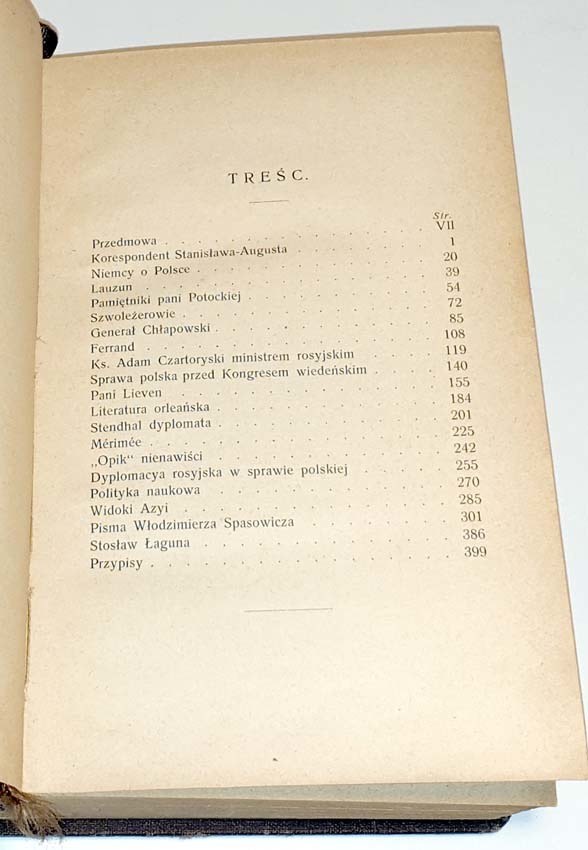 TREŚC.
Str.
Przedmowa . . . . . . . . . . . . . VII
Korespondent Stanisława-Augusta . . . . . . 1
Niemcy o Polsce . . . . . . . . . . . 20
Lauzun . . . . . . . . . . . . . . 39
Pamiętniki pani Potockiej . . . . . . . . 54
Szwoleżerowie . . . . . . . . . . . . 72
Generał Chłapowski . . . . . . . . . . 85
Ferrand . . . . . . . . . . . . . 108
Ks. Adam Czartoryski ministrem rosyjskim . . . . 119
Sprawa polska przed Kongresem wiedeńskim . . . . 140
Pani Lieven . . . . . . . . . . . . 155
Literatura orleańska . . . . . . . . . . 184
Stendhal dyplomata . . . . . . . . . . 201
Mérimée . . . . . . . . . . . . . 225
„Opik“ nienawiści . . . . . . . . . . 242
Dyplomacya rosyjska w sprawie polskiej . . . . 255
Polityka naukowa . . . . . . . . . . 270
Widoki Azyi . . . . . . . . . . . . 285
Pisma Włodzimierza Spasowicza . . . . . . 301
Stosław Łaguna . . . . . . . . . . . 386
Przypisy . . . . . . . . . . . . . 399